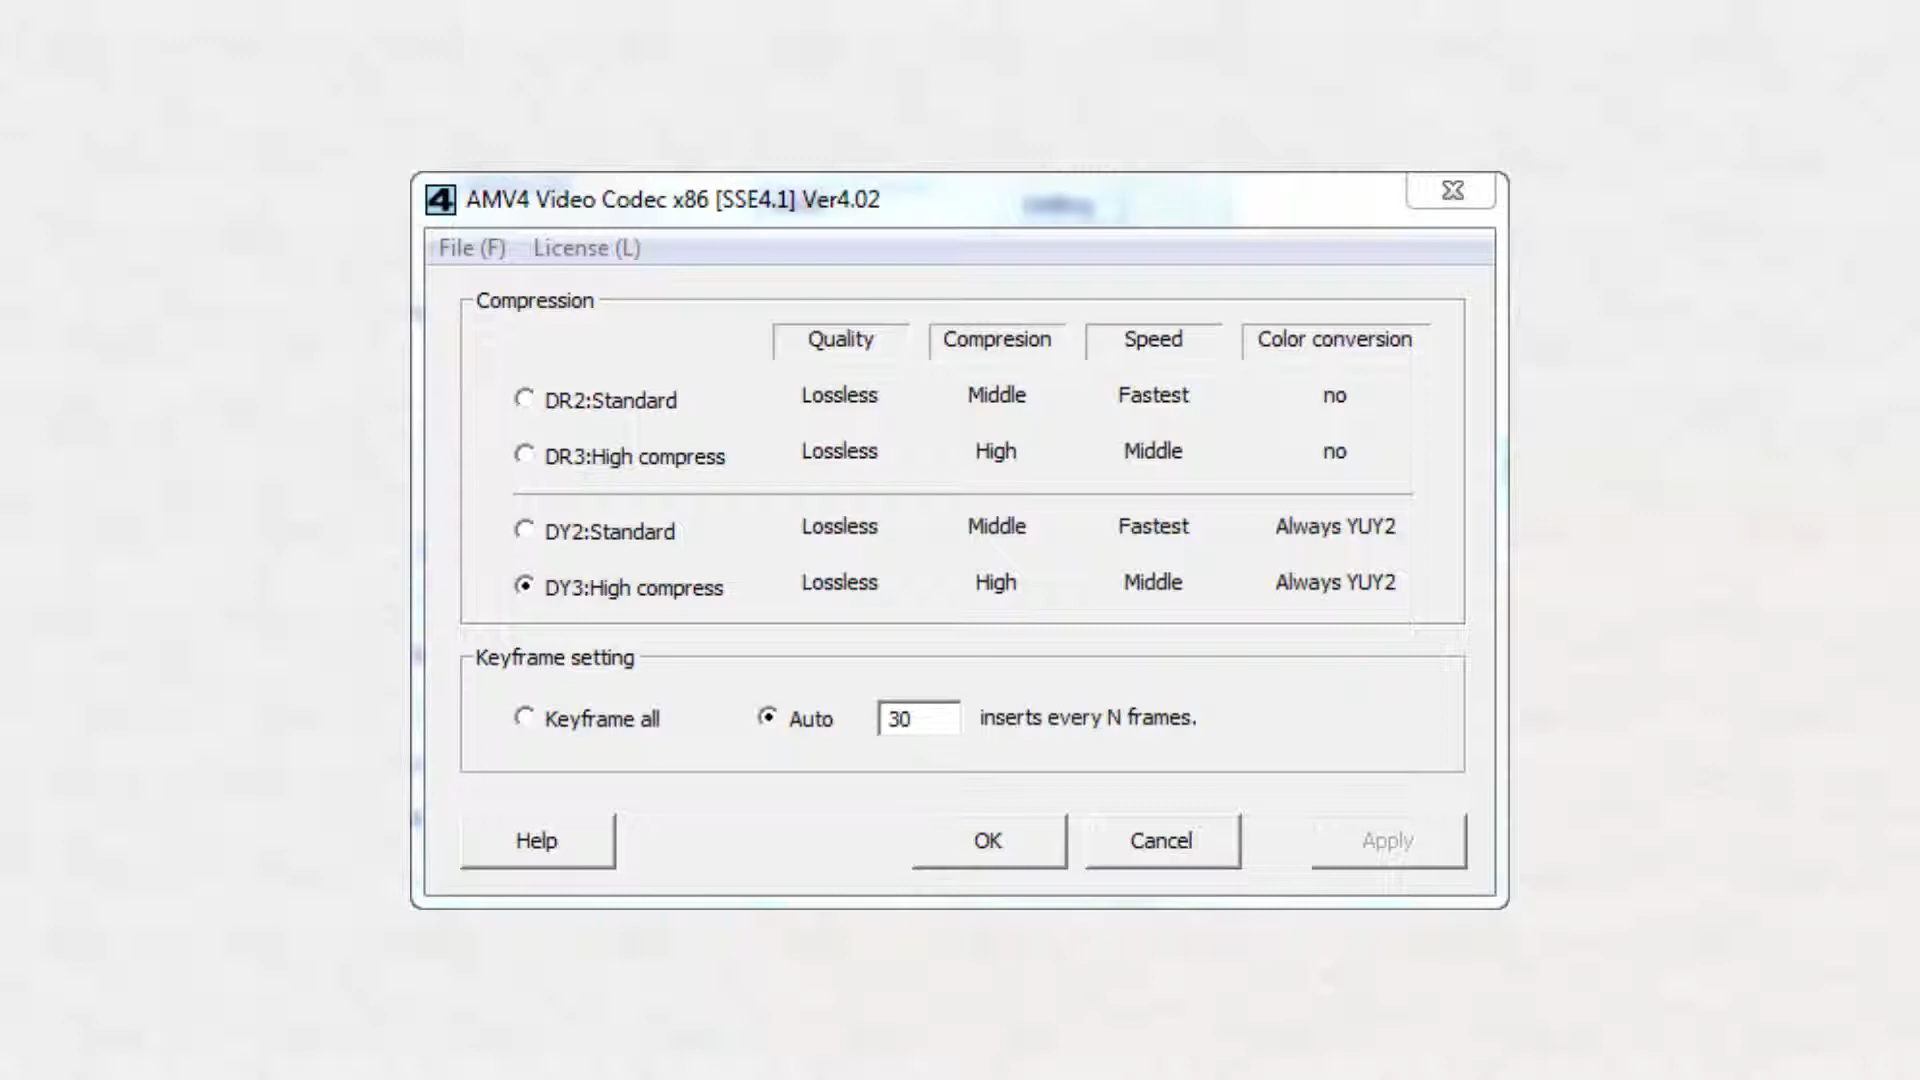 4 AMV4 Video Codec x86 [SSE4.1] Ver4.02
File (F) License (L)
Compression
Quality Compresion Speed Color conversion
DR2:Standard Lossless Middle Fastest no
DR3:High compress Lossless High Middle no
DY2:Standard Lossless Middle Fastest Always YUY2
DY3:High compress Lossless High Middle Always YUY2
Keyframe setting
Keyframe all Auto 30 inserts every N frames.
Help OK Cancel Apply